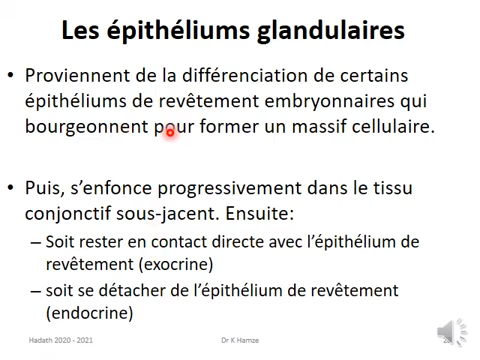 Les épithéliums glandulaires
• Proviennent de la différenciation de certains
épithéliums de revêtement embryonnaires qui
bourgeonnent pour former un massif cellulaire.
• Puis, s'enfonce progressivement dans le tissu
conjonctif sous-jacent. Ensuite:
– Soit rester en contact directe avec l'épithélium de
revêtement (exocrine)
– soit se détacher de l'épithélium de revêtement
(endocrine)
Hadath 2020 - 2021 Dr K Hamze